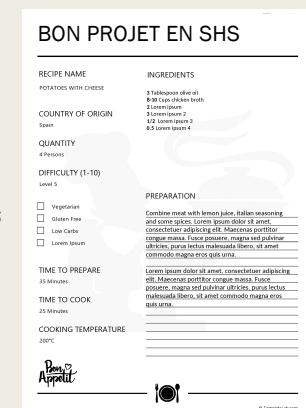 BON PROJET EN SHS
RECIPE NAME
POTATOES WITH CHEESE
COUNTRY OF ORIGIN
Spain
QUANTITY
4 Persons
DIFFICULTY (1-10)
Level 5
Vegetarian
Gluten Free
Low Carbs
Lorem Ipsum
TIME TO PREPARE
35 Minutes
TIME TO COOK
25 Minutes
COOKING TEMPERATURE
200°C
Bon
Appetit
INGREDIENTS
3 Tablespoon olive oil
8-10 Cups chicken broth
2 Lorem Ipsum
3 Lorem Ipsum 2
1/2 Lorem Ipsum 3
0.5 Lorem Ipsum 4
PREPARATION
Combine meat with lemon juice, italian seasoning
and some spices. Lorem ipsum dolor sit amet,
consectetuer adipiscing elit. Maecenas porttitor
congue massa. Fusce posuere, magna sed pulvinar
ultricies, purus lectus malesuada libero, sit amet
commodo magna eros quis urna.
Lorem ipsum dolor sit amet, consectetuer adipiscing
elit. Maecenas porttitor congue massa. Fusce
posuere, magna sed pulvinar ultricies, purus lectus
malesuada libero, sit amet commodo magna eros
quis urna.